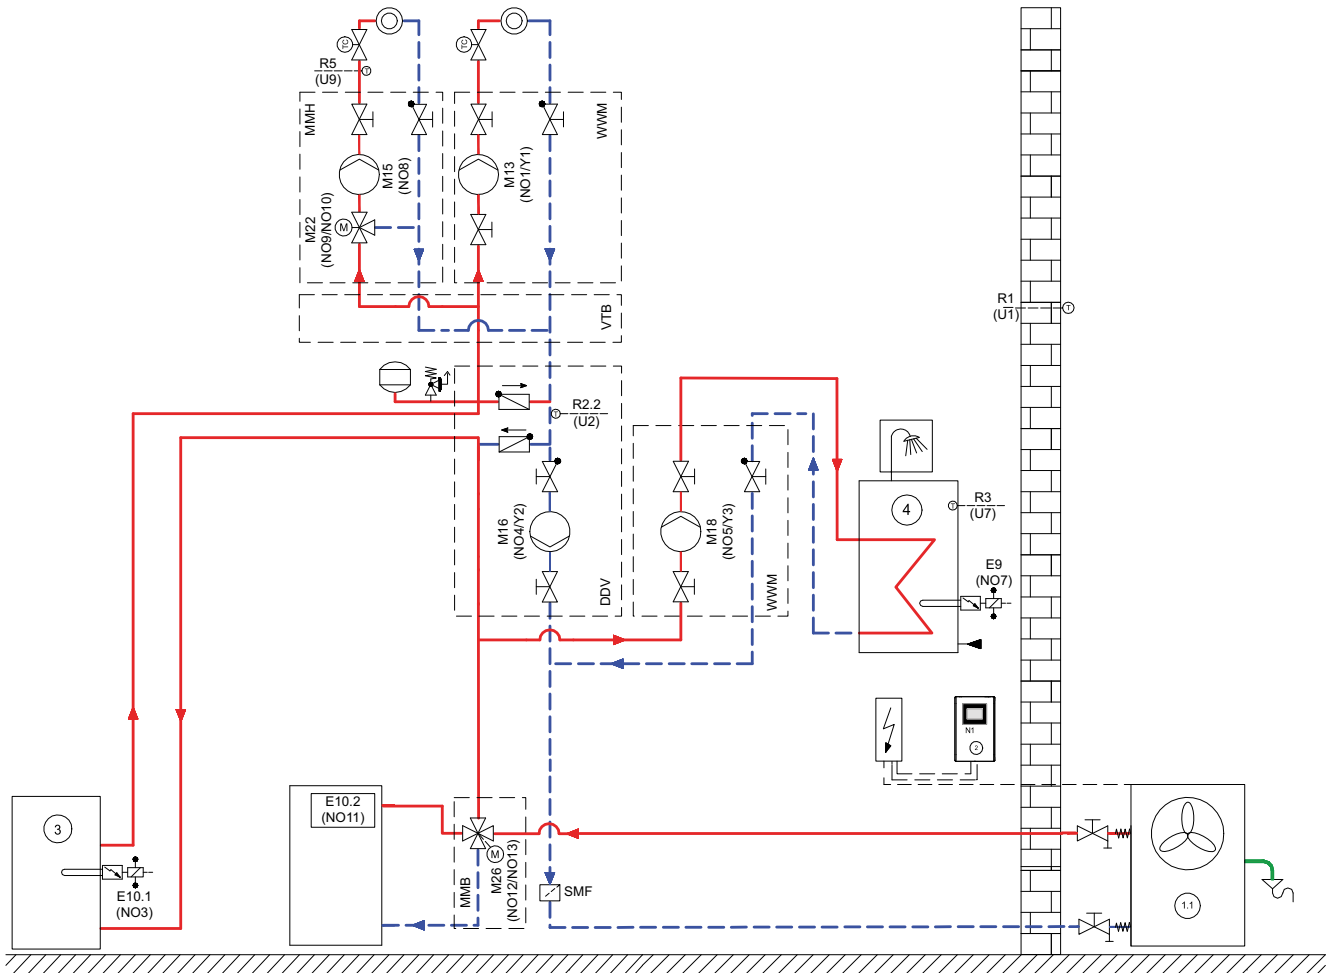 TC
TC
R5
(U9)
T
MMH
WWM
M15
(NO8)
M13
(NO1/Y1)
M22
(NO9/NO10)
M
VTB
R1
(U1)
T
R2.2
(U2)
T
M16
(NO4/Y2)
DDV
M18
(NO5/Y3)
WWM
4
R3
(U7)
T
E9
(NO7)
N1
2
3
E10.1
(NO3)
E10.2
(NO11)
MMB
M
M26
(NO12/NO13)
SMF
1.1